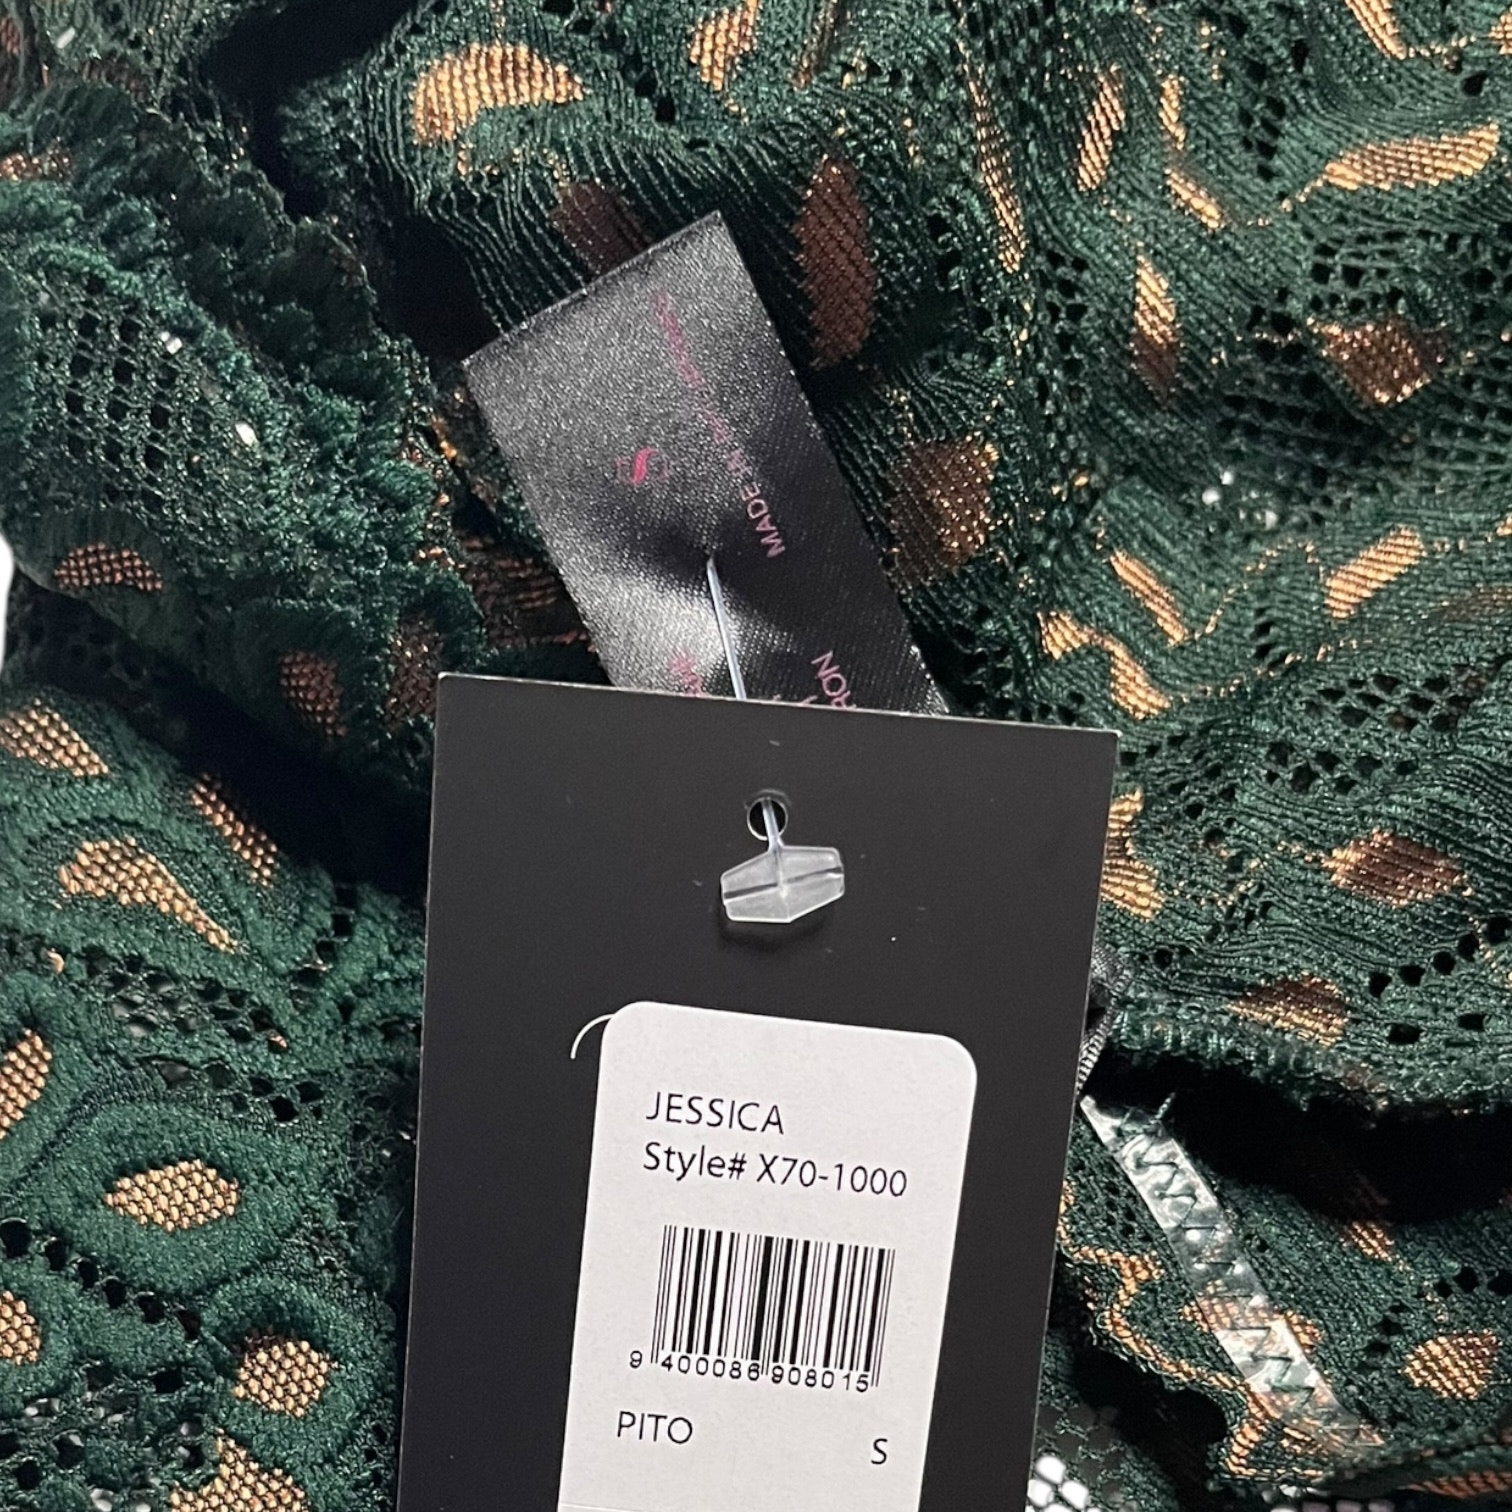 MADE IN
JESSICA
Style# X70-1000
9 400086 908015
PITO
S